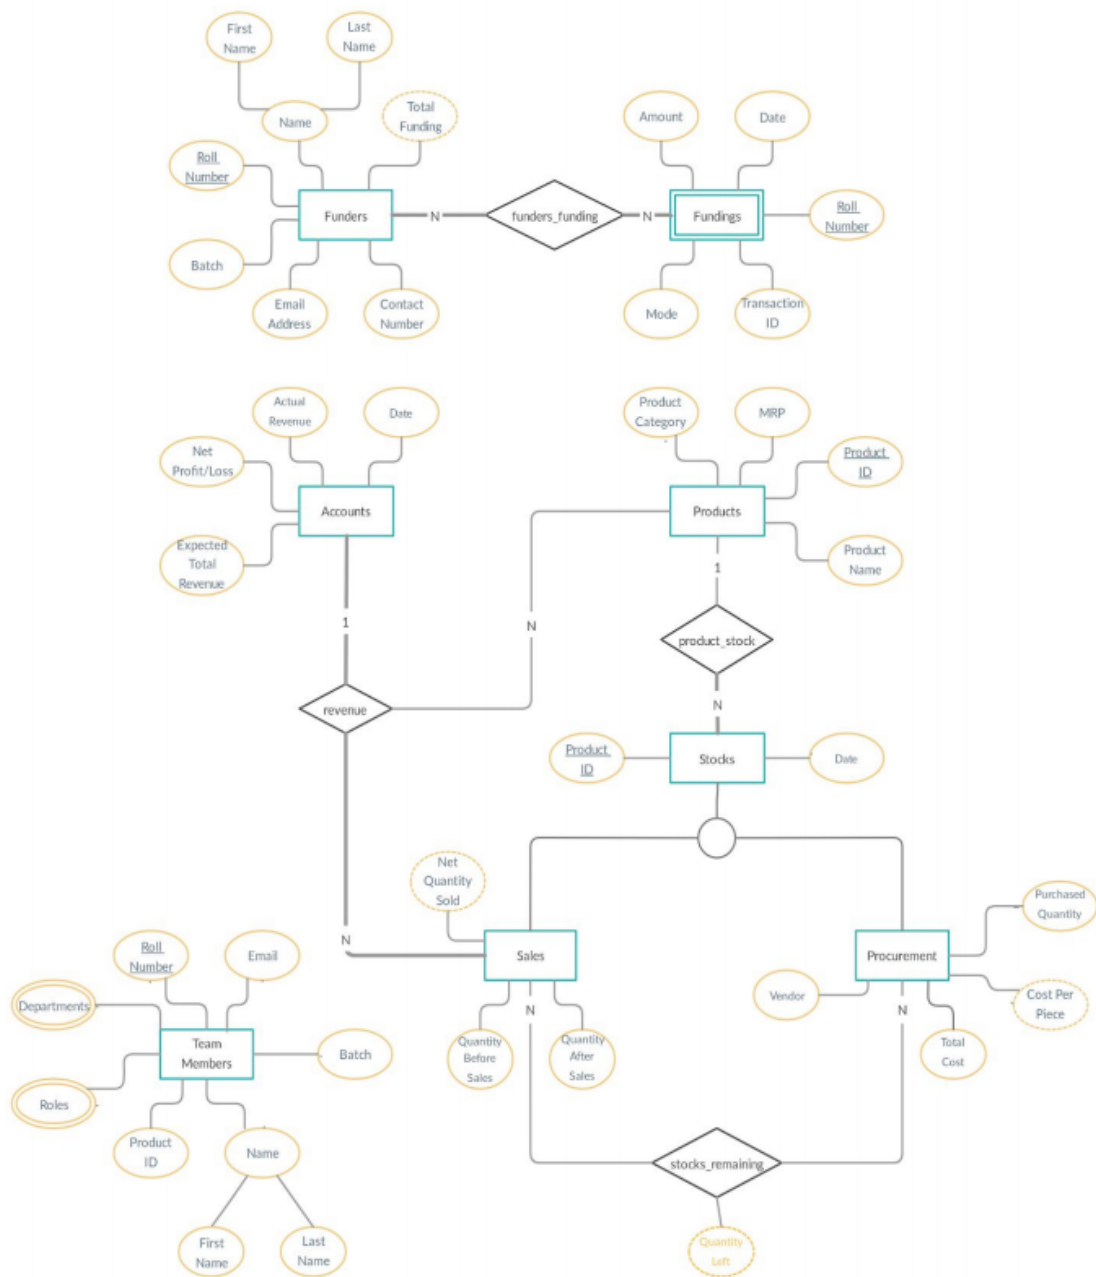 First
Name
Last
Name
Name
Total
Funding
Roll
Number
Funders
Batch
Email
Address
Contact
Number
N
funders_funding
N
Amount
Date
Fundings
Roll
Number
Mode
Transaction
ID
Actual
Revenue
Date
Net
Profit/Loss
Accounts
Expected
Total
Revenue
Product
Category
MRP
Product
ID
Products
Product
Name
1
N
1
product_stock
revenue
N
Product
ID
Stocks
Date
Net
Quantity
Sold
N
Sales
Quantity
Before
Sales
Quantity
After
Sales
N
Purchased
Quantity
Procurement
Vendor
Cost Per
Piece
N
Total
Cost
Roll
Number
Email
Departments
Team
Members
Batch
Roles
Product
ID
Name
First
Name
Last
Name
stocks_remaining
Quantity
Left